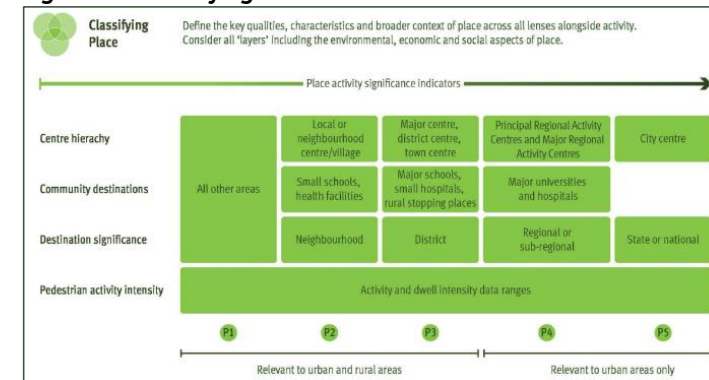 Classifying
Place
Define the key qualities, characteristics and broader context of place across all lenses alongside activity.
Consider all 'layers' including the environmental, economic and social aspects of place.
Place activity significance indicators
Centre hierachy
All other areas
Local or
neighbourhood
centre/village
Major centre,
district centre,
town centre
Principal Regional Activity
Centres and Major Regional
Activity Centres
City centre
Community destinations
Small schools,
health facilities
Major schools,
small hospitals,
rural stopping places
Major universities
and hospitals
Destination significance
Neighbourhood
District
Regional or
sub-regional
State or national
Pedestrian activity intensity
Activity and dwell intensity data ranges
P1
P2
P3
P4
P5
Relevant to urban and rural areas
Relevant to urban areas only